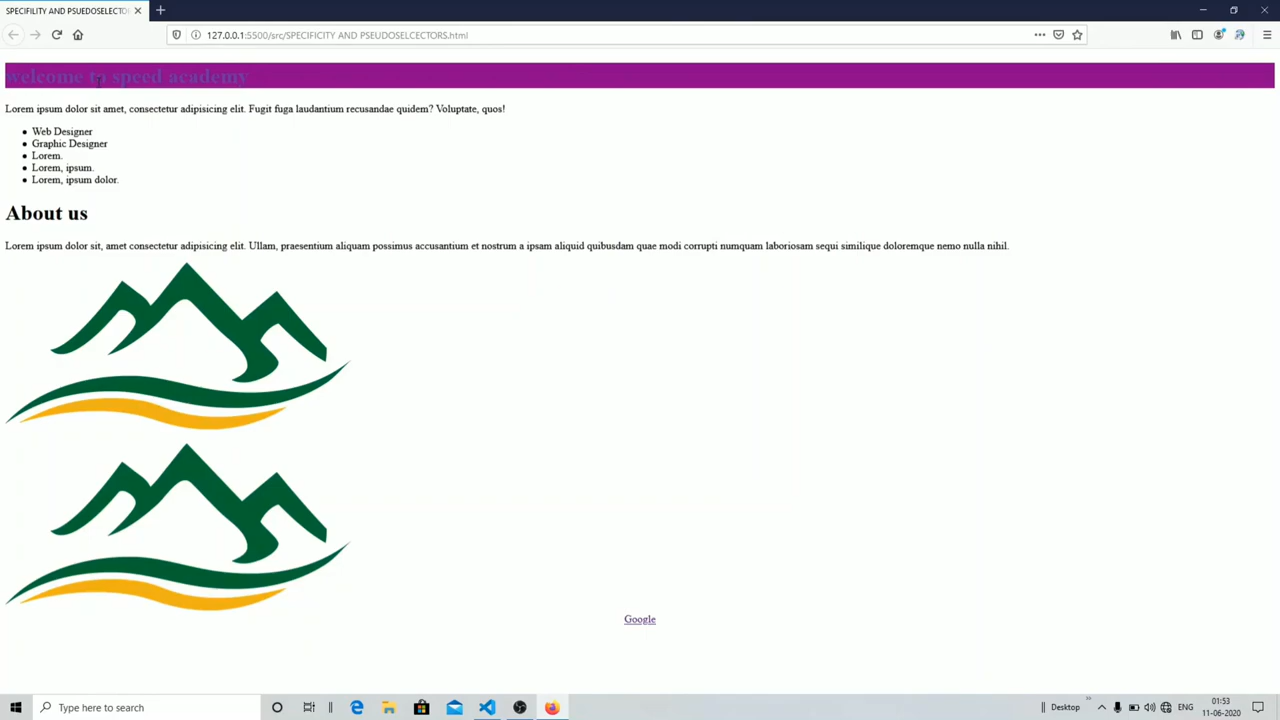 SPECIFILITY AND PSUEDOSELECTOR
127.0.0.1:5500/src/SPECIFICITY AND PSEUDOSELCECTORS.html
welcome to speed academy
Lorem ipsum dolor sit amet, consectetur adipisicing elit. Fugit fuga laudantium recusandae quidem? Voluptate, quos!
Web Designer
Graphic Designer
Lorem.
Lorem, ipsum.
Lorem, ipsum dolor.
About us
Lorem ipsum dolor sit, amet consectetur adipisicing elit. Ullam, praesentium aliquam possimus accusantium et nostrum a ipsam aliquid quibusdam quae modi corrupti numquam laboriosam sequi similique doloremque nemo nulla nihil.
Google
Type here to search
Desktop
ENG
01:53
11-06-2020